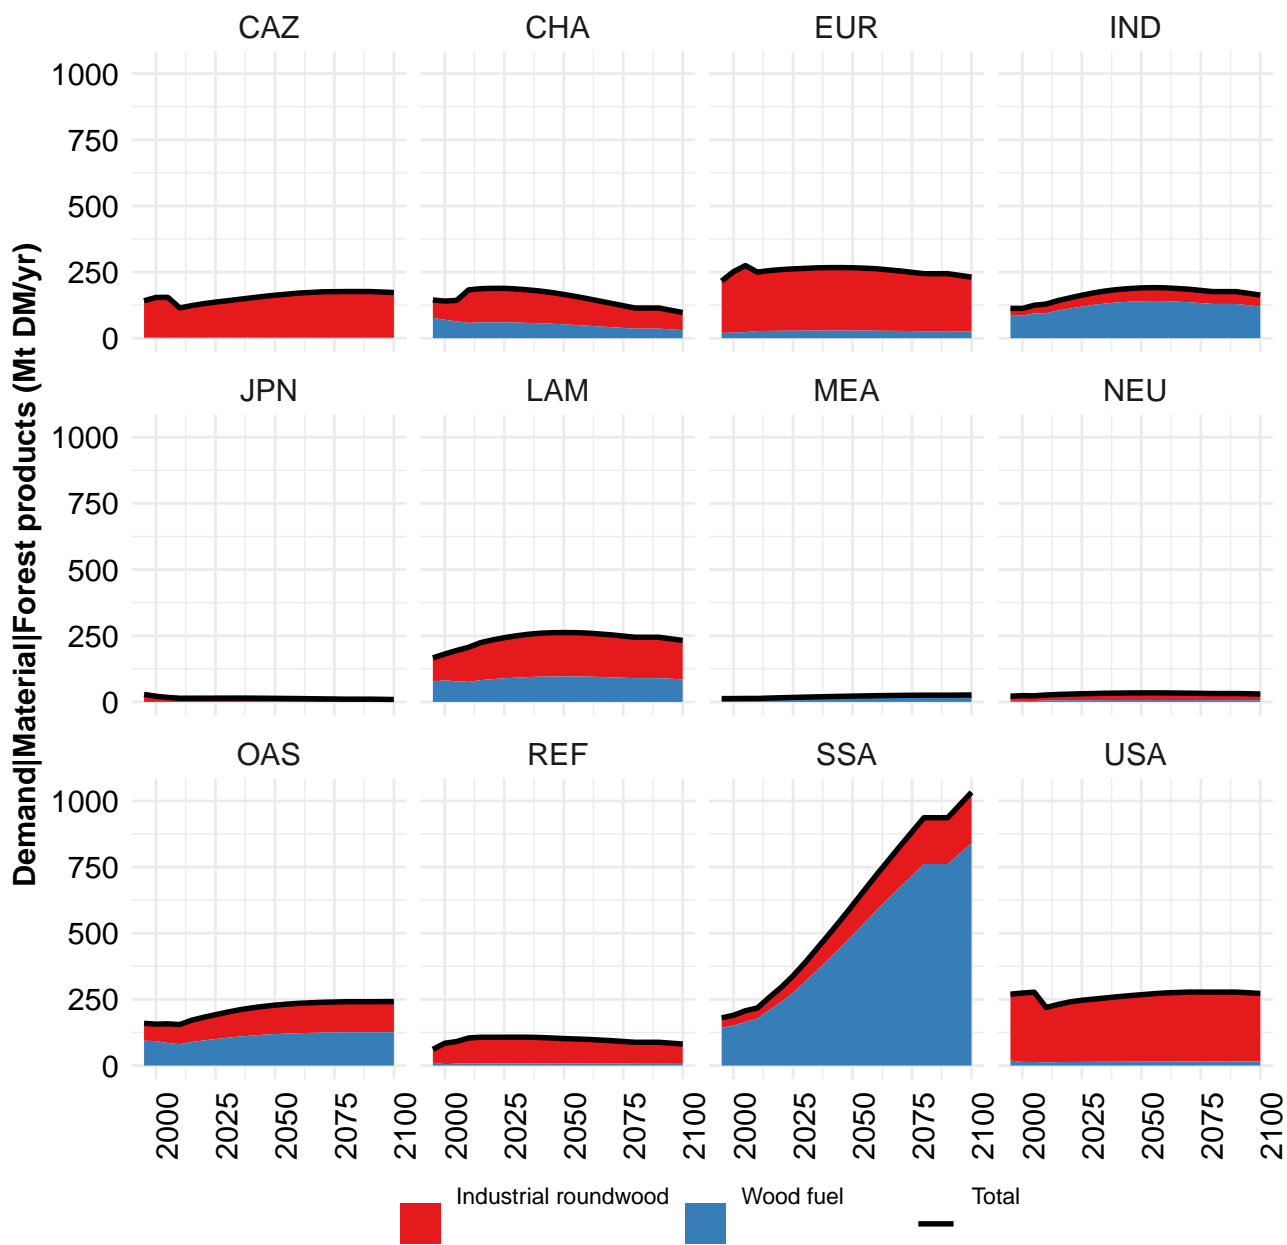 CAZ CHA EUR IND
1000
750
500
250
0
JPN LAM MEA NEU
1000
750
500
250
0
OAS REF SSA USA
1000
750
500
250
0
2000 2025 2050 2075 2100 2000 2025 2050 2075 2100 2000 2025 2050 2075 2100 2000 2025 2050 2075 2100
Demand|Material|Forest products (Mt DM/yr)
Industrial roundwood Wood fuel Total